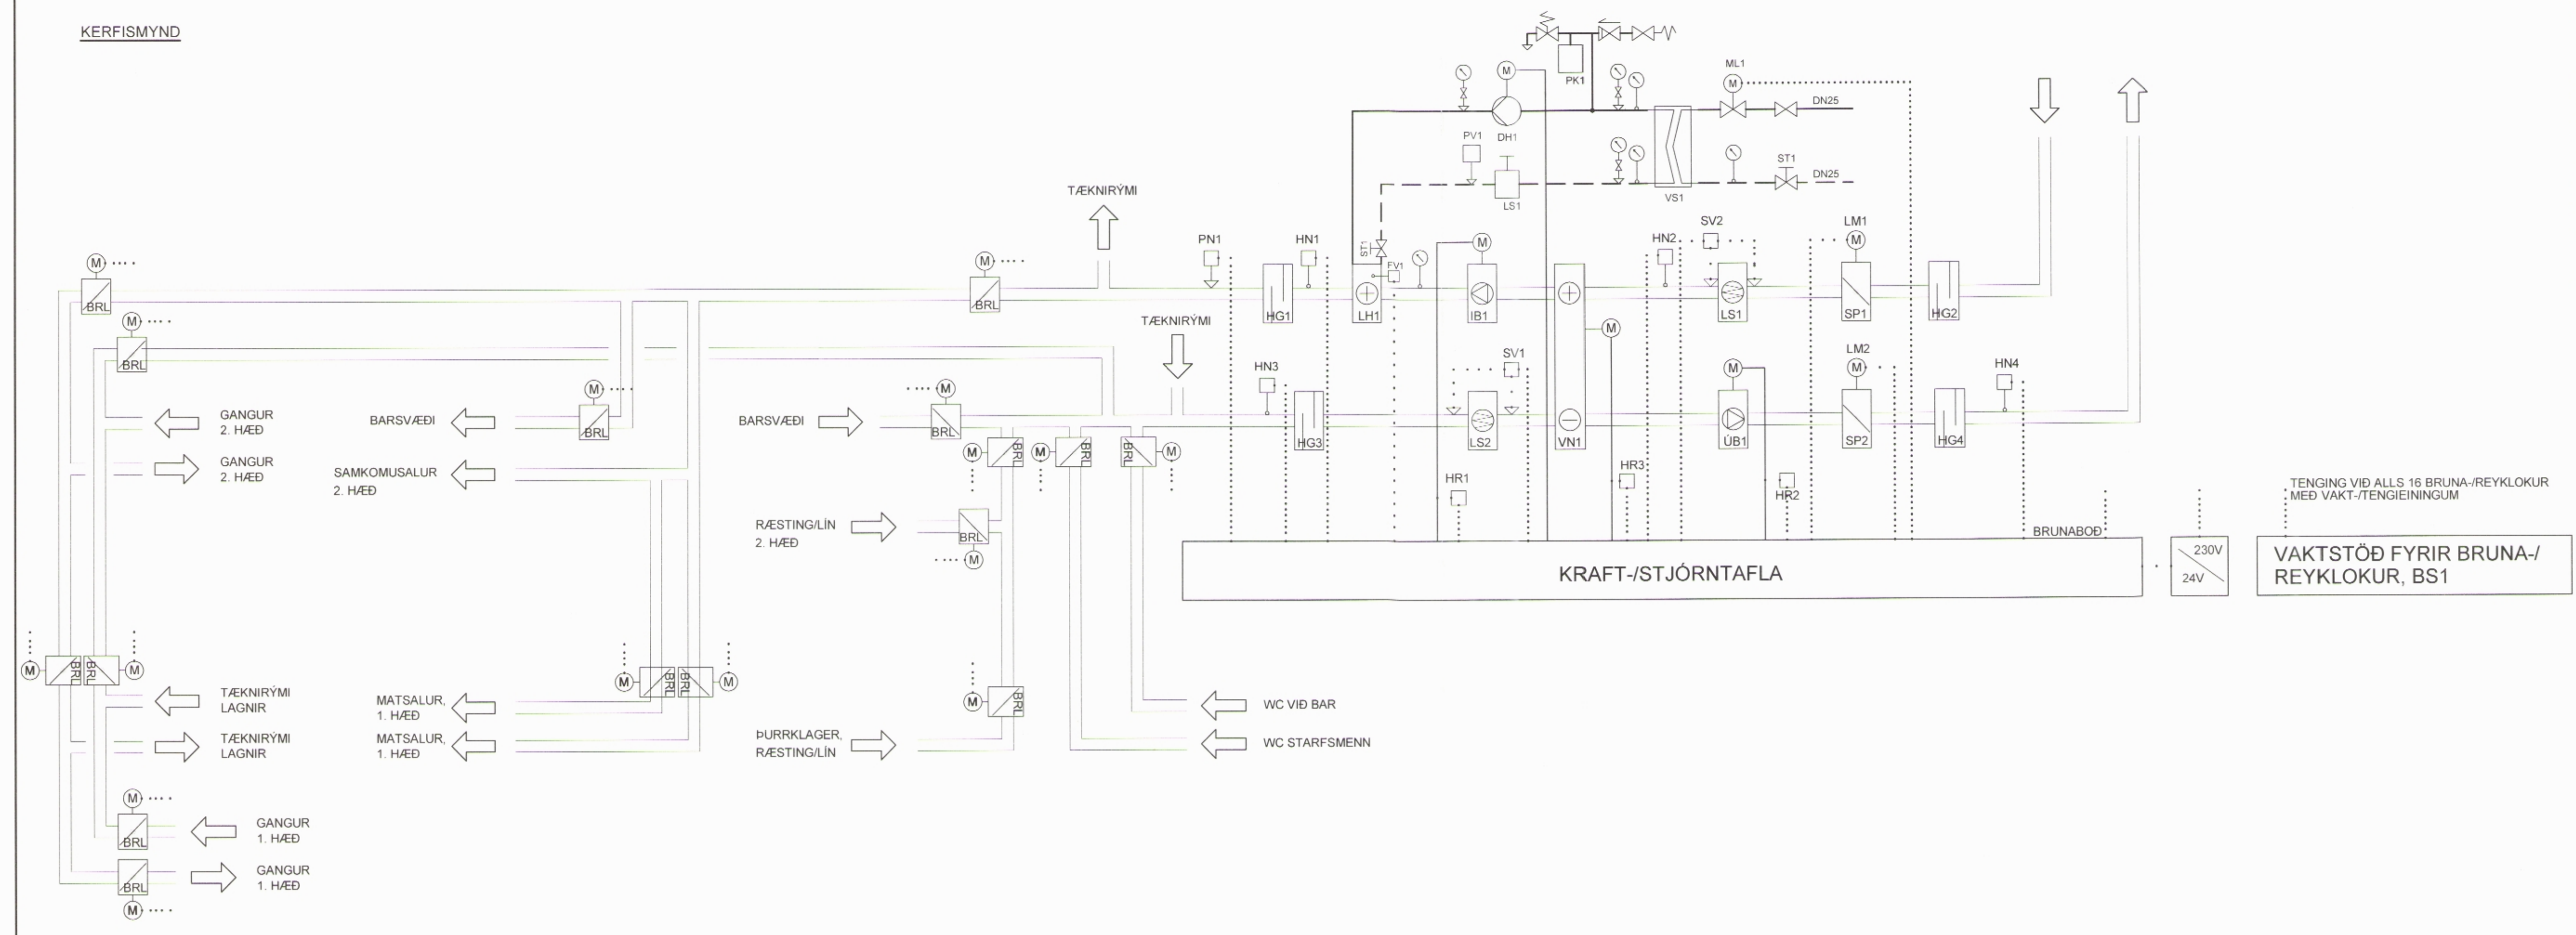 KERFISMYND
PK1
ML1
M
M
DN25
PV1
DH1
ST1
DN25
LS1
VS1
TÆKNIRÝMI
PN1
HN1
ST1
FV1
M
HN2
SV2
LM1
M
M
BRL
M
BRL
HG1
LH1
IB1
LS1
SP1
HG2
M
BRL
TÆKNIRÝMI
M
HN3
SV1
M
LM2
M
HN4
GANGUR
2. HÆÐ
BARSVÆÐI
M
BRL
BARSVÆÐI
M
BRL
HG3
LS2
VN1
ÚB1
SP2
HG4
GANGUR
2. HÆÐ
SAMKOMUSALUR
2. HÆÐ
M
BRL
M
BRL
BRL
M
HR1
HR3
HR2
TENGING VIÐ ALLS 16 BRUNA-/REYKLOKUR
MEÐ VAKT-/TENGIEININGUM
RÆSTING/LÍN
2. HÆÐ
BRL
M
BRUNABOÐ
KRAFT-/STJÓRNTAFLA
230V
24V
VAKTSTÖÐ FYRIR BRUNA-/
REYKLOKUR, BS1
M
BRL
BRL
M
M
BRL
BRL
M
M
BRL
TÆKNIRÝMI
LAGNIR
MATSALUR,
1. HÆÐ
WC VIÐ BAR
TÆKNIRÝMI
LAGNIR
MATSALUR,
1. HÆÐ
ÞURRKLAGER,
RÆSTING/LÍN
WC STARFSMENN
M
BRL
GANGUR
1. HÆÐ
BRL
M
GANGUR
1. HÆÐ